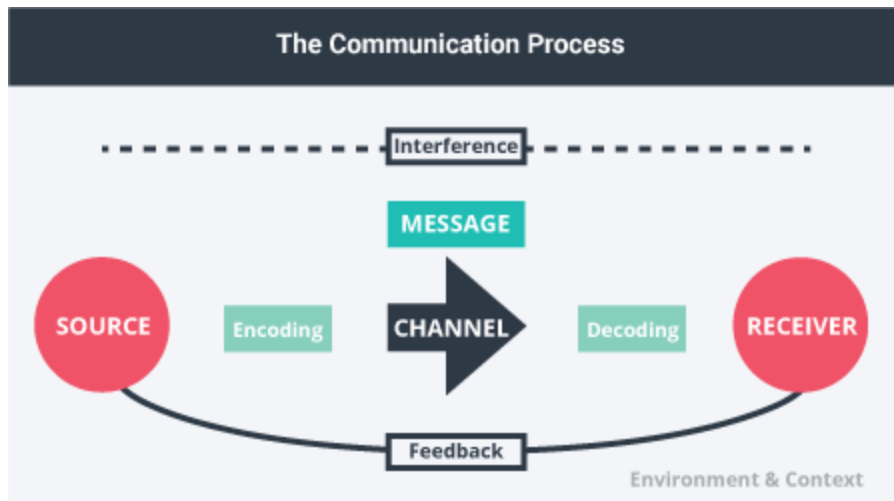 The Communication Process
Interference
MESSAGE
SOURCE
Encoding
CHANNEL
Decoding
RECEIVER
Feedback
Environment & Context